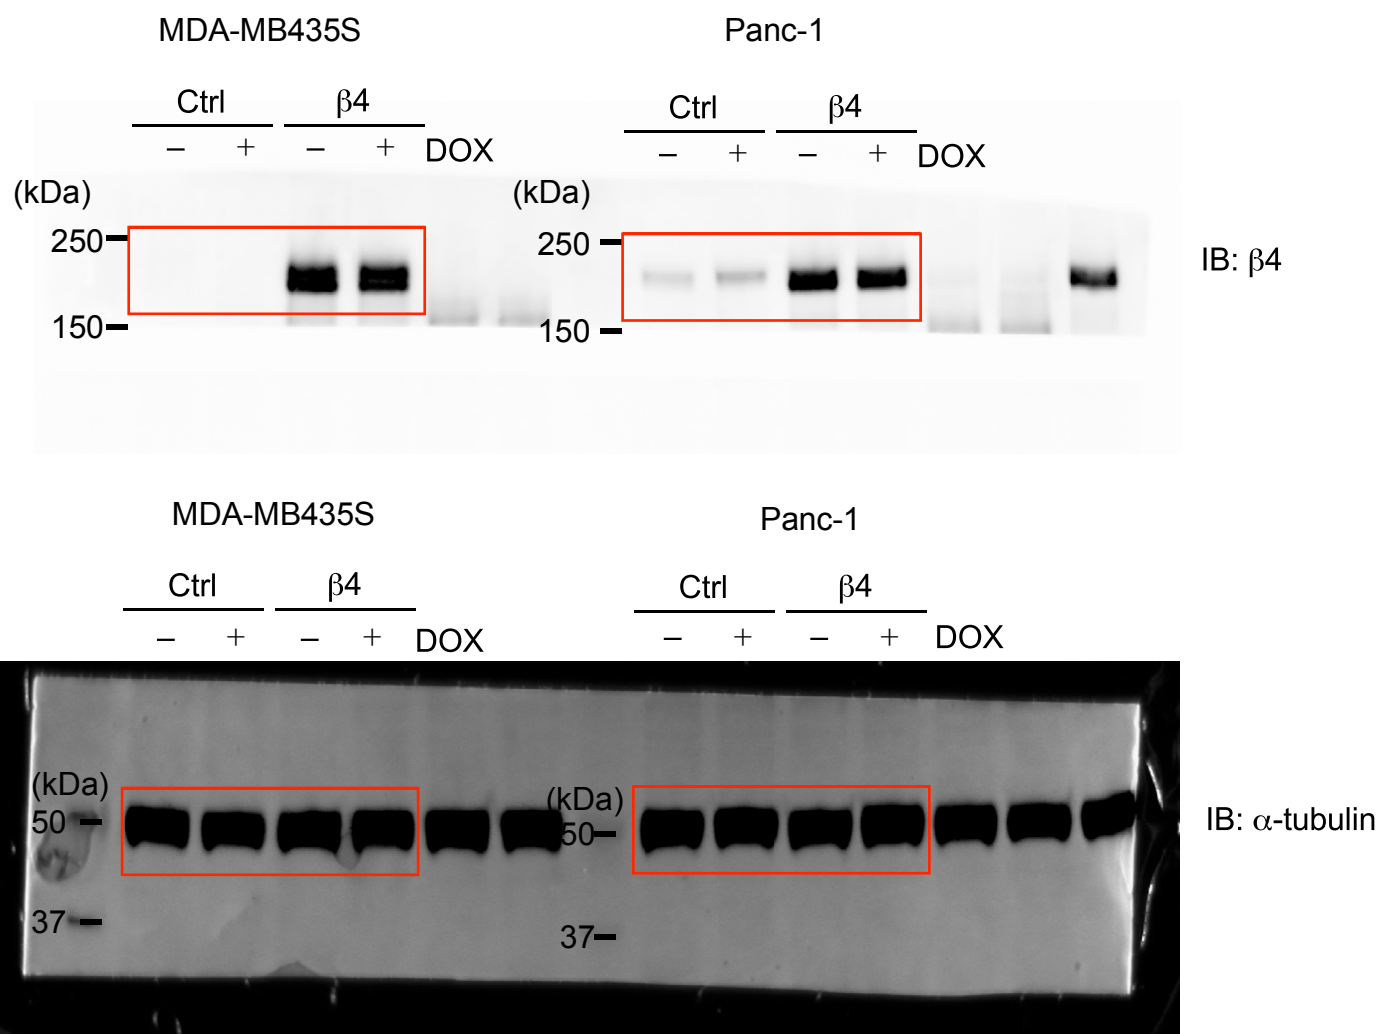 MDA-MB435S Panc-1
Ctrl β4 Ctrl β4
– + – + DOX – + – + DOX
(kDa) (kDa)
250 250
IB: β4
150 150
MDA-MB435S Panc-1
Ctrl β4 Ctrl β4
– + – + DOX – + – + DOX
(kDa) (kDa)
50 50
IB: α-tubulin
37 37